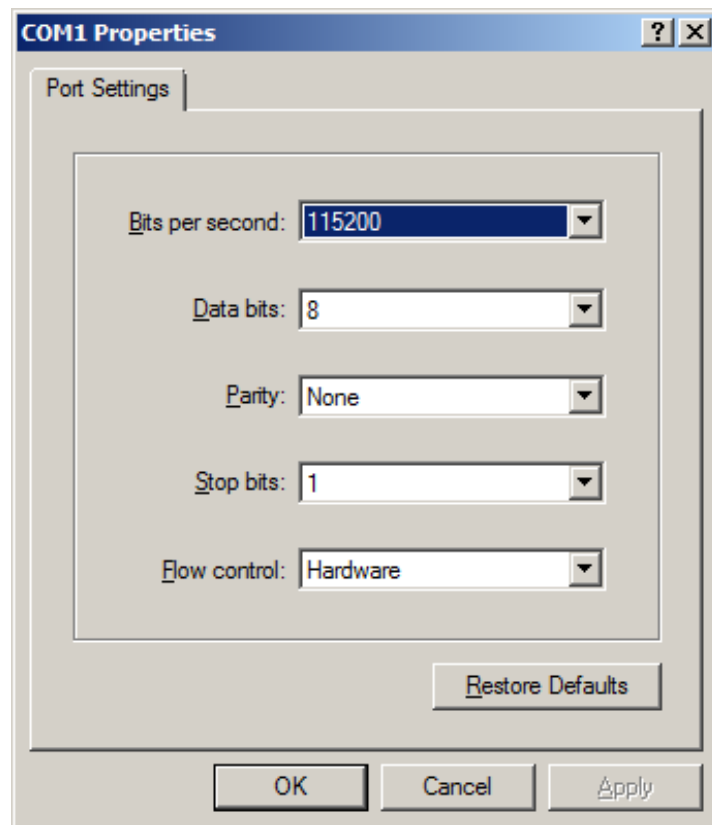 COM1 Properties
Port Settings
Bits per second: 115200
Data bits: 8
Parity: None
Stop bits: 1
Flow control: Hardware
Restore Defaults
OK Cancel Apply